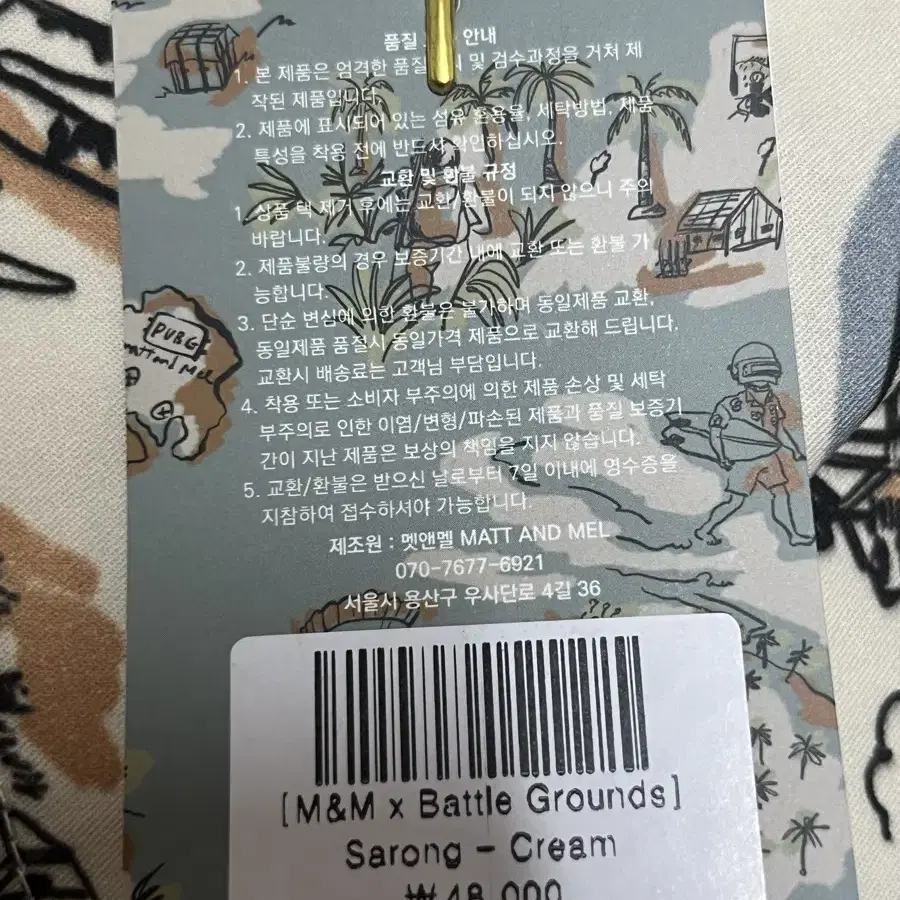 품질 안내
1. 본 제품은 엄격한 품질 및 검수과정을 거쳐 제
작된 제품입니다.
2. 제품에 표시되어 있는 섬유 혼용율, 세탁방법, 제품
특성을 착용 전에 반드시 확인하십시오.
교환 및 환불 규정
1. 상품 택 제거 후에는 교환/환불이 되지 않으니 주의
바랍니다.
2. 제품불량의 경우 보증기간 내에 교환 또는 환불 가
능합니다.
3. 단순 변심에 의한 환불은 불가하며 동일제품 교환,
동일제품 품절시 동일가격 제품으로 교환해 드립니다.
교환시 배송료는 고객님 부담입니다.
4. 착용 또는 소비자 부주의에 의한 제품 손상 및 세탁
부주의로 인한 이염/변형/파손된 제품과 품질 보증기
간이 지난 제품은 보상의 책임을 지지 않습니다.
5. 교환/환불은 받으신 날로부터 7일 이내에 영수증을
지참하여 접수하셔야 가능합니다.
제조원 : 멧앤멜 MATT AND MEL
070-7677-6921
서울시 용산구 우사단로 4길 36
PUBG
matt and MEL
[M&M x Battle Grounds]
Sarong - Cream
₩48,000